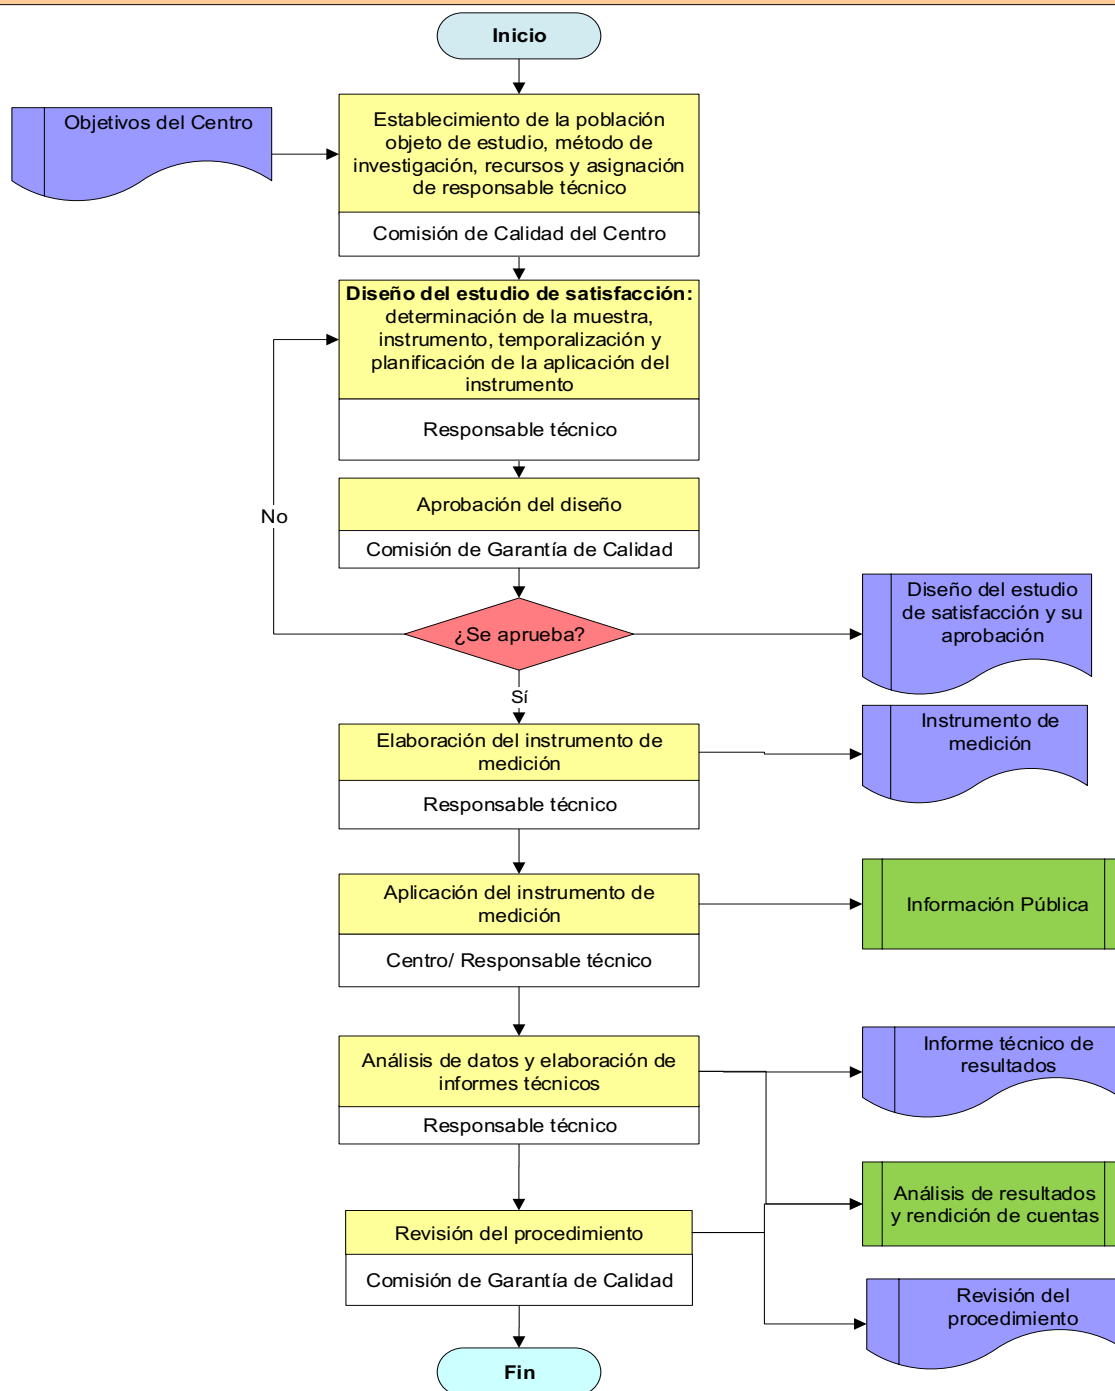 Inicio
Objetivos del Centro
Establecimiento de la población
objeto de estudio, método de
investigación, recursos y asignación
de responsable técnico
Comisión de Calidad del Centro
Diseño del estudio de satisfacción:
determinación de la muestra,
instrumento, temporalización y
planificación de la aplicación del
instrumento
Responsable técnico
Aprobación del diseño
Comisión de Garantía de Calidad
No
¿Se aprueba?
Diseño del estudio
de satisfacción y su
aprobación
Sí
Elaboración del instrumento de
medición
Responsable técnico
Instrumento de
medición
Aplicación del instrumento de
medición
Centro/ Responsable técnico
Información Pública
Análisis de datos y elaboración de
informes técnicos
Responsable técnico
Informe técnico de
resultados
Análisis de resultados
y rendición de cuentas
Revisión del procedimiento
Comisión de Garantía de Calidad
Revisión del
procedimiento
Fin